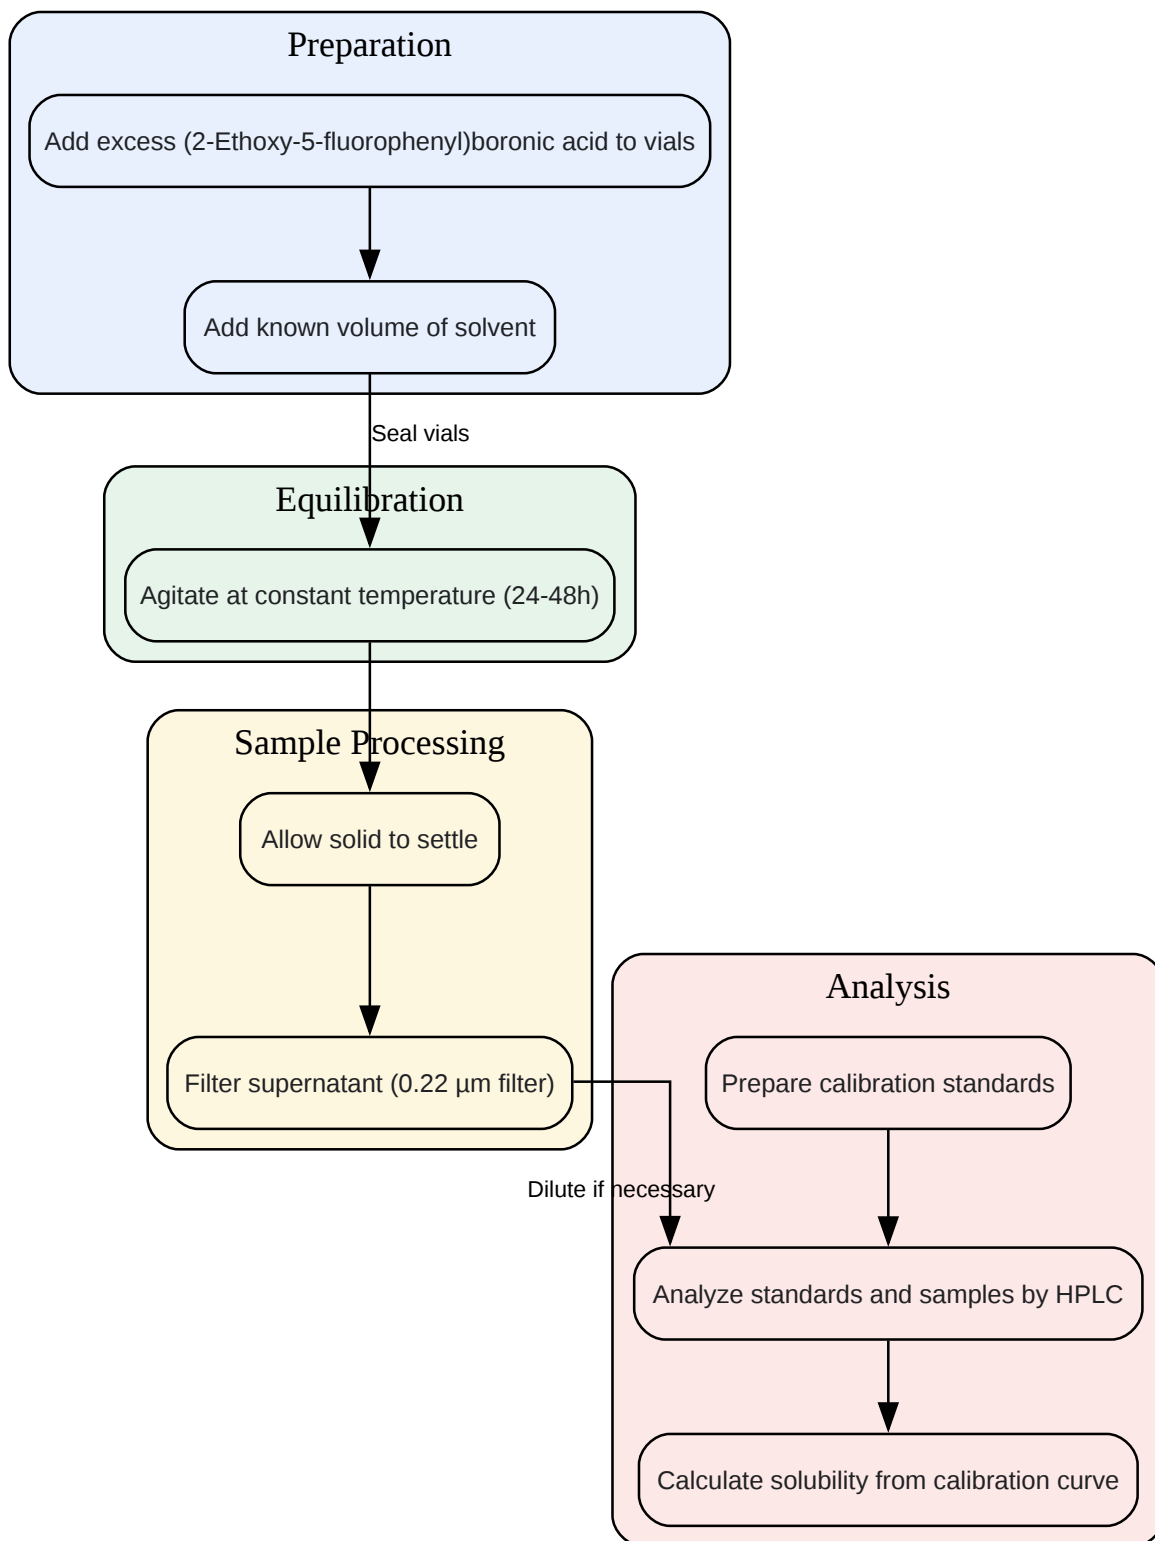 Preparation
Add excess (2-Ethoxy-5-fluorophenyl)boronic acid to vials
Add known volume of solvent
Seal vials
Equilibration
Agitate at constant temperature (24-48h)
Sample Processing
Allow solid to settle
Filter supernatant (0.22 µm filter)
Dilute if necessary
Analysis
Prepare calibration standards
Analyze standards and samples by HPLC
Calculate solubility from calibration curve